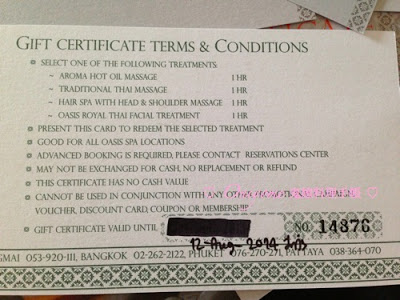 GIFT CERTIFICATE TERMS & CONDITIONS
SELECT ONE OF THE FOLLOWING TREATMENTS:
– AROMA HOT OIL MASSAGE 1 HR
– TRADITIONAL THAI MASSAGE 1 HR
– HAIR SPA WITH HEAD & SHOULDER MASSAGE 1 HR
– OASIS ROYAL THAI FACIAL TREATMENT 1 HR
PRESENT THIS CARD TO REDEEM THE SELECTED TREATMENT
GOOD FOR ALL OASIS SPA LOCATIONS
ADVANCED BOOKING IS REQUIRED, PLEASE CONTACT RESERVATIONS CENTER
MAY NOT BE EXCHANGED FOR CASH, NO REPLACEMENT OR REFUND
THIS CERTIFICATE HAS NO CASH VALUE
CANNOT BE USED IN CONJUNCTION WITH ANY OTHER PROMOTIONAL CAMPAIGN,
VOUCHER, DISCOUNT CARD, COUPON OR MEMBERSHIP
GIFT CERTIFICATE VALID UNTIL NO. 14376
12-Aug-2014
GMAI 053-920-111, BANGKOK 02-262-2122, PHUKET 076-270-271, PATTAYA 038-364-070